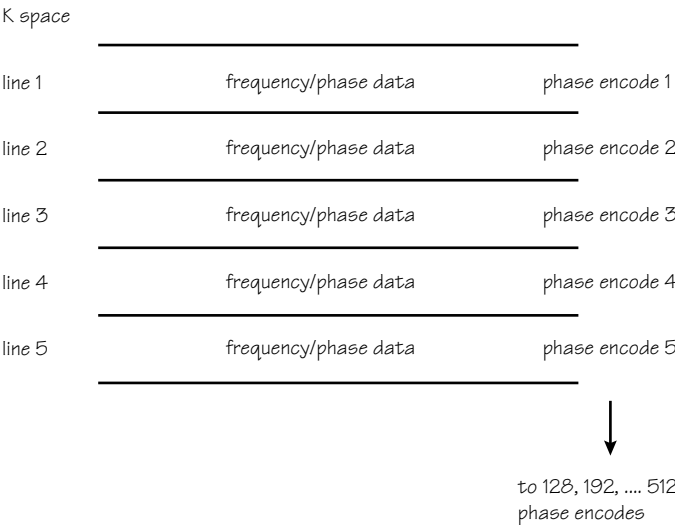 K space
line 1 frequency/phase data phase encode 1
line 2 frequency/phase data phase encode 2
line 3 frequency/phase data phase encode 3
line 4 frequency/phase data phase encode 4
line 5 frequency/phase data phase encode 5
to 128, 192, .... 512
phase encodes